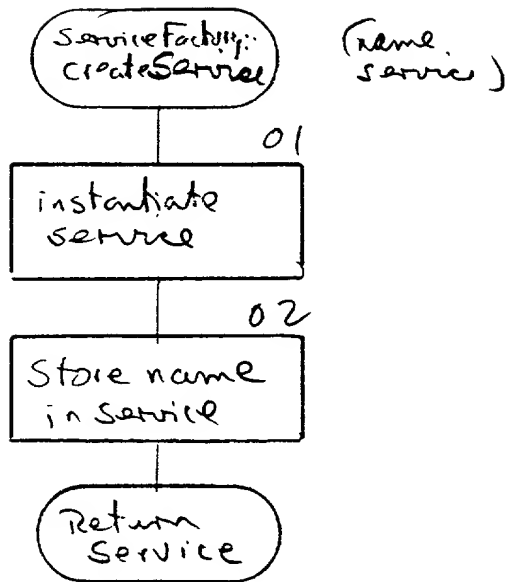 ServiceFactory::
createService
(name
service)
01
instantiate
service
02
Store name
in service
Return
Service